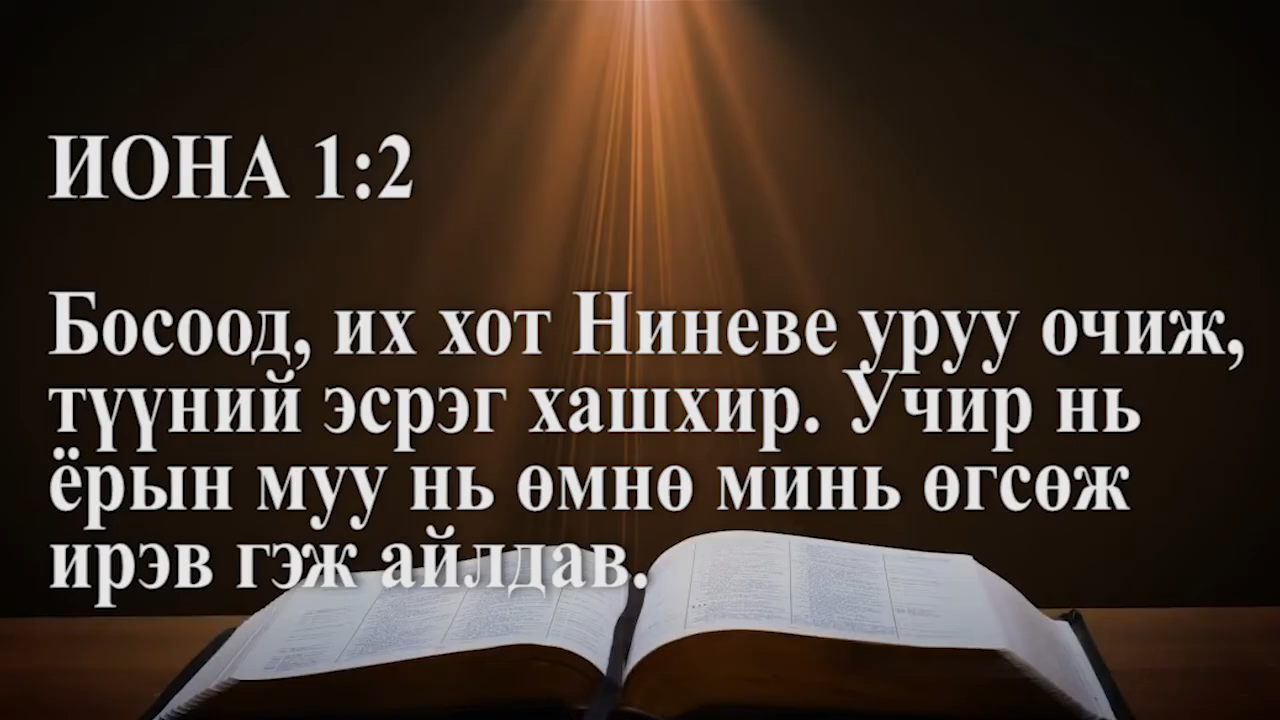 ИОНА 1:2
Босоод, их хот Ниневе уруу очиж,
түүний эсрэг хашхир. Учир нь
ёрын муу нь өмнө минь өгсөж
ирэв гэж айлдав.